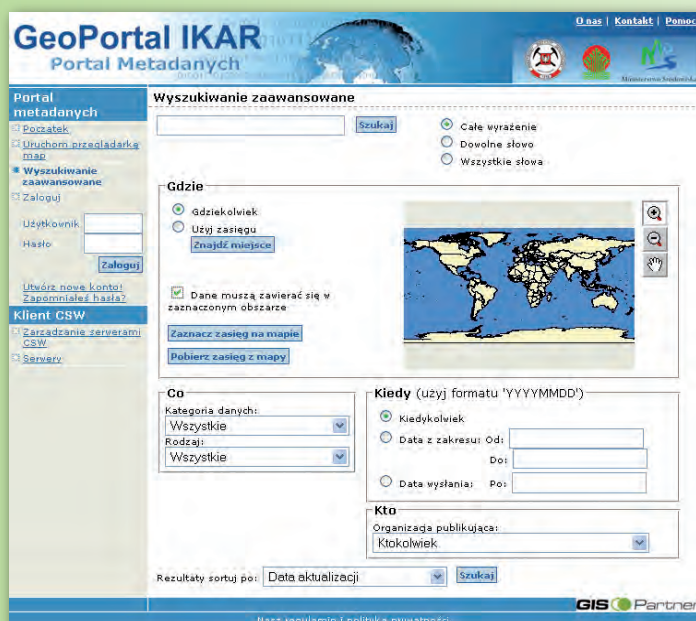 GeoPortal IKAR
Portal Metadanych
O nas | Kontakt | Pomoc
Portal
metadanych
Początek
Uruchom przeglądarkę
map
Wyszukiwanie
zaawansowane
Zaloguj
Użytkownik
Hasło
Zaloguj
Utwórz nowe konto!
Zapomniałeś hasła?
Klient CSW
Zarządzanie serwerami
CSW
Serwery
Wyszukiwanie zaawansowane
Szukaj
Całe wyrażenie
Dowolne słowo
Wszystkie słowa
Gdzie
Gdziekolwiek
Użyj zasięgu
Znajdź miejsce
Dane muszą zawierać się w
zaznaczonym obszarze
Zaznacz zasięg na mapie
Pobierz zasięg z mapy
Co
Kategoria danych:
Wszystkie
Rodzaj:
Wszystkie
Kiedy (użyj formatu 'YYYYMMDD')
Kiedykolwiek
Data z zakresu: Od:
Do:
Data wysłania: Po:
Kto
Organizacja publikująca:
Ktokolwiek
Rezultaty sortuj po: Data aktualizacji Szukaj
GIS Partner
Nasz regulamin i polityka prywatności